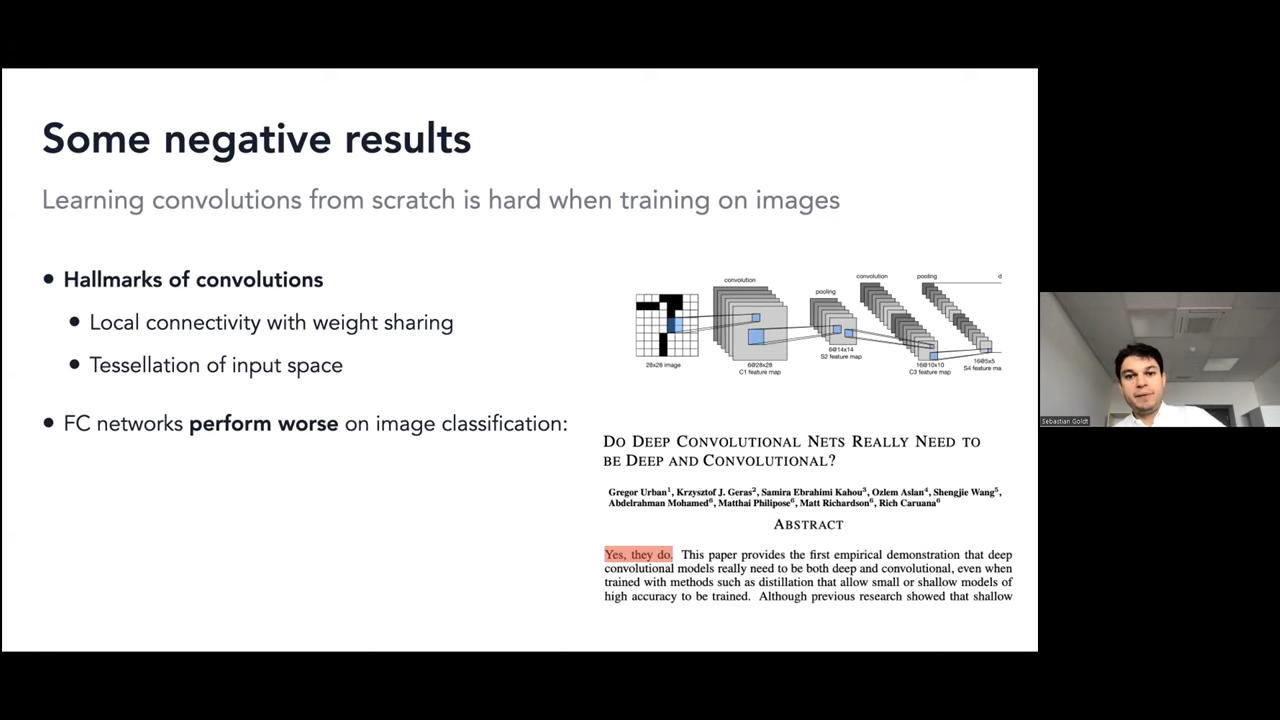 Some negative results
Learning convolutions from scratch is hard when training on images
• Hallmarks of convolutions
• Local connectivity with weight sharing
• Tessellation of input space
• FC networks perform worse on image classification:
convolution
pooling
convolution
pooling
d
28x28 image
6@28x28
C1 feature map
6@14x14
S2 feature map
16@10x10
C3 feature map
16@5x5
S4 feature ma
DO DEEP CONVOLUTIONAL NETS REALLY NEED TO
BE DEEP AND CONVOLUTIONAL?
Gregor Urban¹, Krzysztof J. Geras², Samira Ebrahimi Kahou³, Ozlem Aslan⁴, Shengjie Wang⁵,
Abdelrahman Mohamed⁶, Matthai Philipose⁶, Matt Richardson⁶, Rich Caruana⁶
ABSTRACT
Yes, they do. This paper provides the first empirical demonstration that deep
convolutional models really need to be both deep and convolutional, even when
trained with methods such as distillation that allow small or shallow models of
high accuracy to be trained. Although previous research showed that shallow
Sebastian Goldt